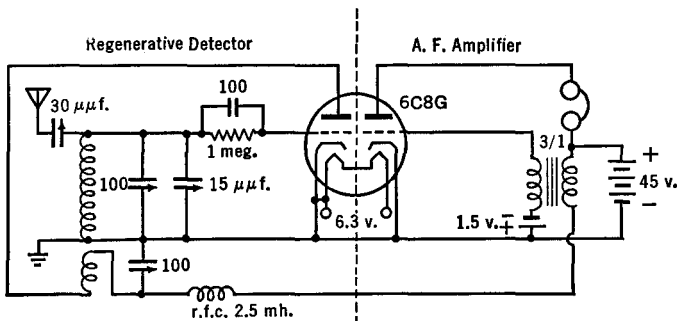 Regenerative Detector
A. F. Amplifier
6C8G
30 μμf.
100
1 meg.
100
15 μμf.
3/1
+
45 v.
−
6.3 v.
1.5 v.
−
+
100
r.f.c. 2.5 mh.